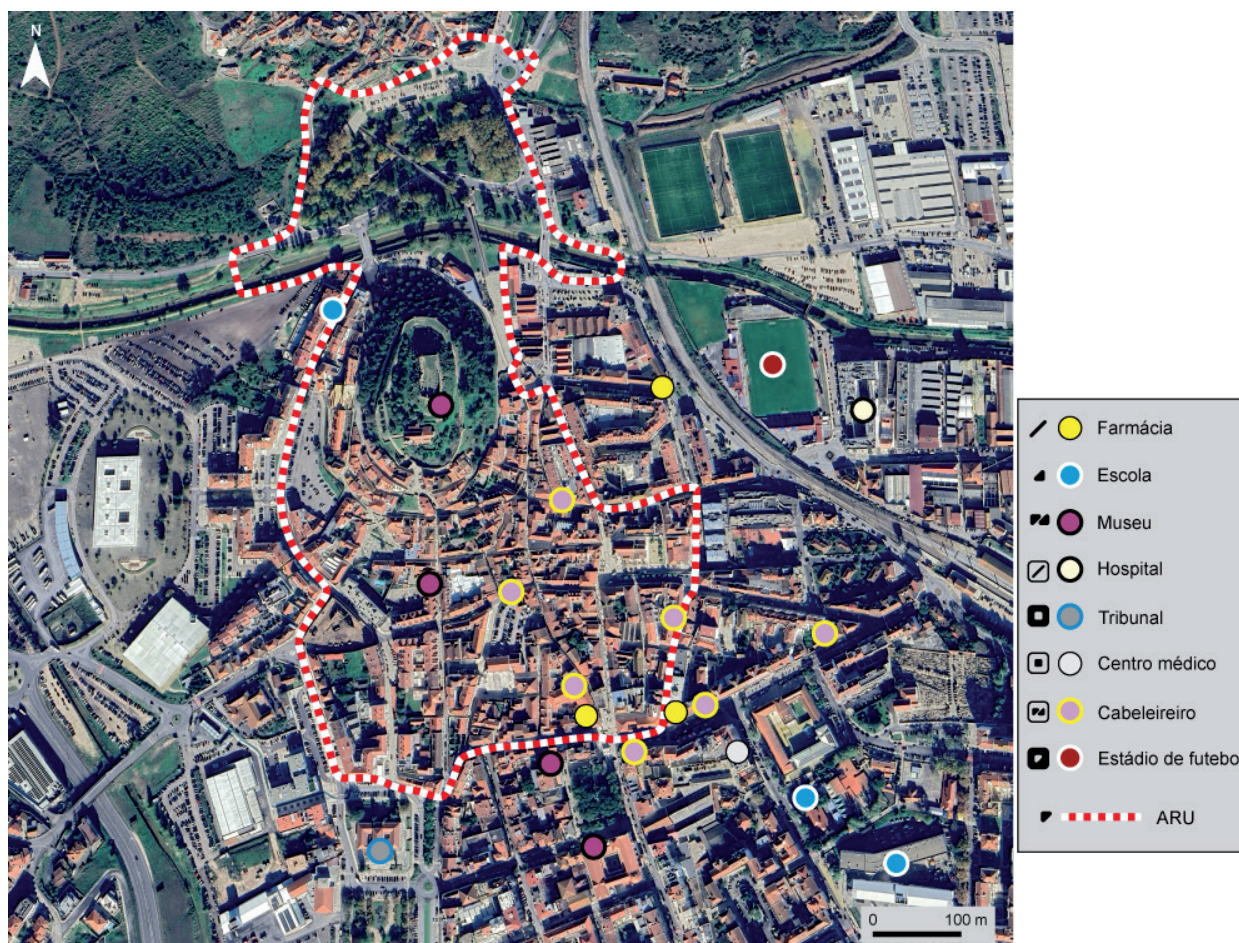 N
Farmácia
Escola
Museu
Hospital
Tribunal
Centro médico
Cabeleireiro
Estádio de futebo
ARU
0 100 m